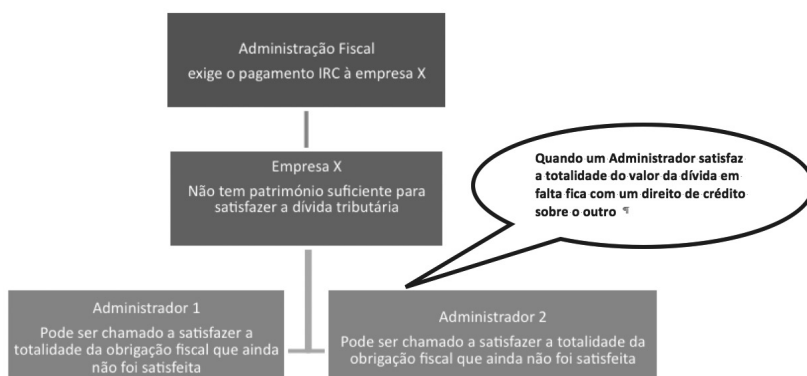 Administração Fiscal
exige o pagamento IRC à empresa X
Empresa X
Não tem património suficiente para
satisfazer a dívida tributária
Quando um Administrador satisfaz
a totalidade do valor da dívida em
falta fica com um direito de crédito
sobre o outro ¶
Administrador 1
Pode ser chamado a satisfazer a
totalidade da obrigação fiscal que ainda
não foi satisfeita
Administrador 2
Pode ser chamado a satisfazer a totalidade da
obrigação fiscal que ainda não foi satisfeita